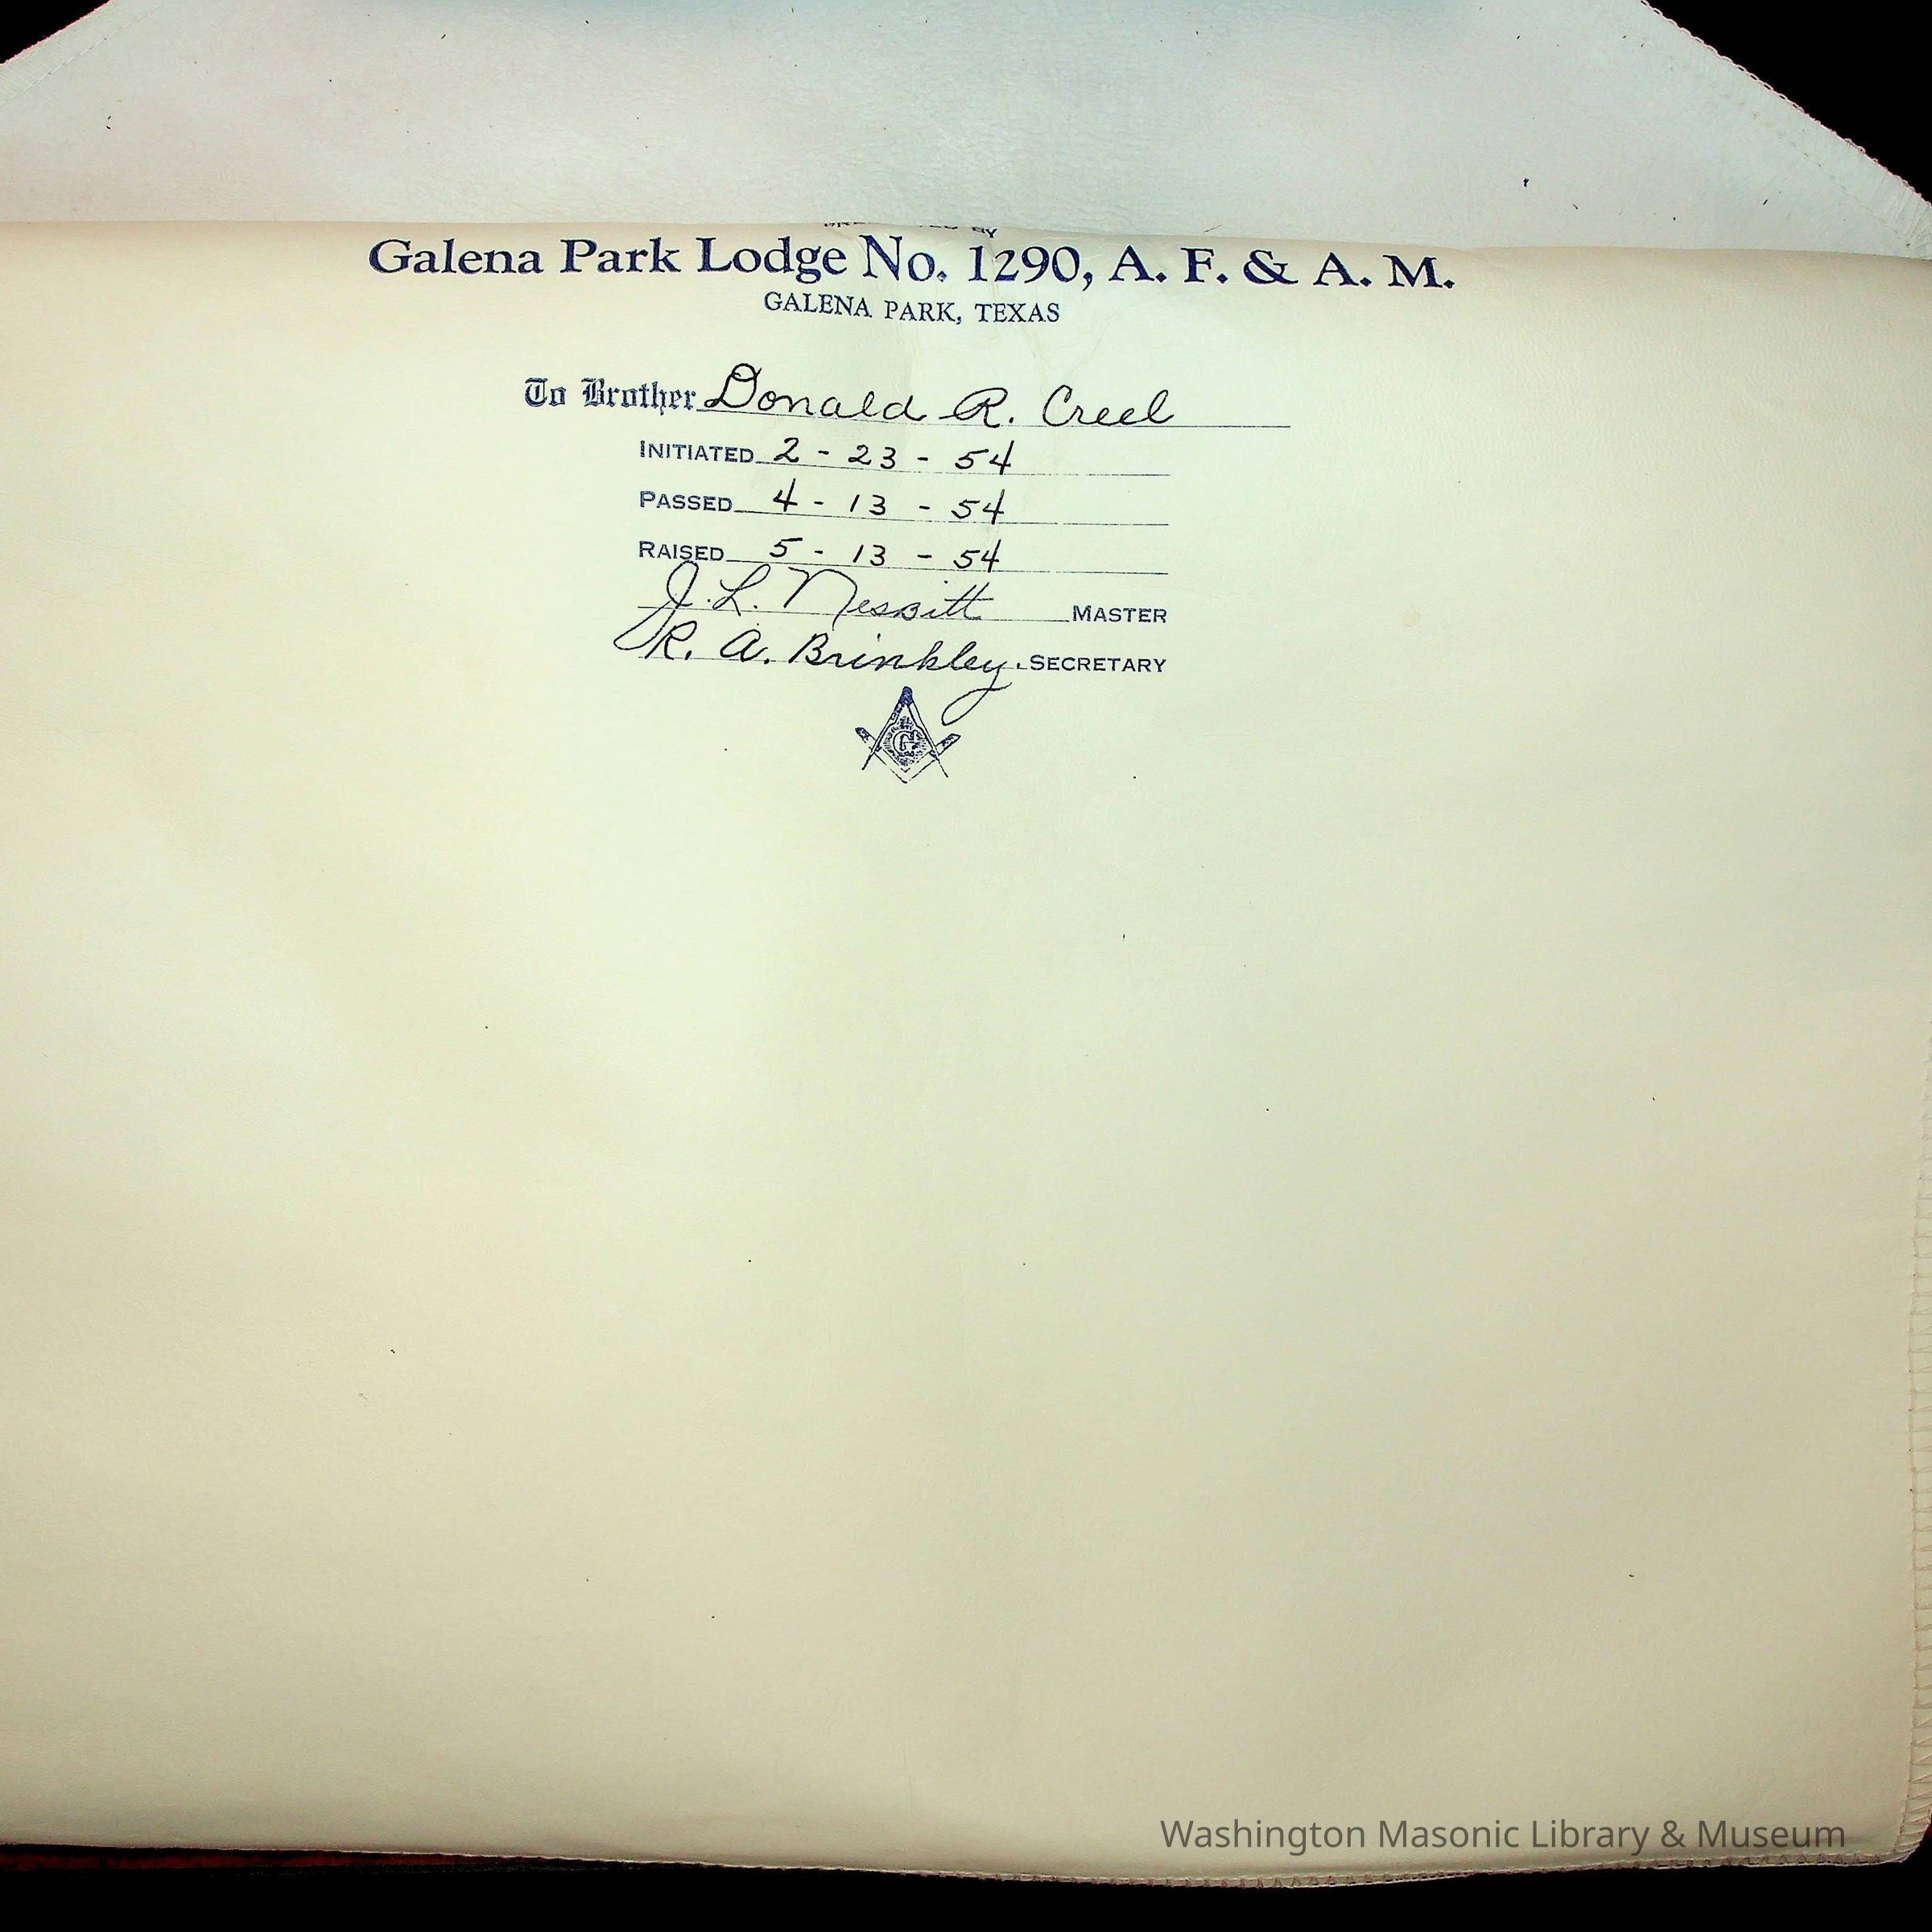 Galena Park Lodge No. 1290, A. F. & A. M.
GALENA PARK, TEXAS
To Brother Donald R. Creel
INITIATED 2 - 23 - 54
PASSED 4 - 13 - 54
RAISED 5 - 13 - 54
J. L. Nesbitt MASTER
R. A. Brinkley. SECRETARY
G
Washington Masonic Library & Museum